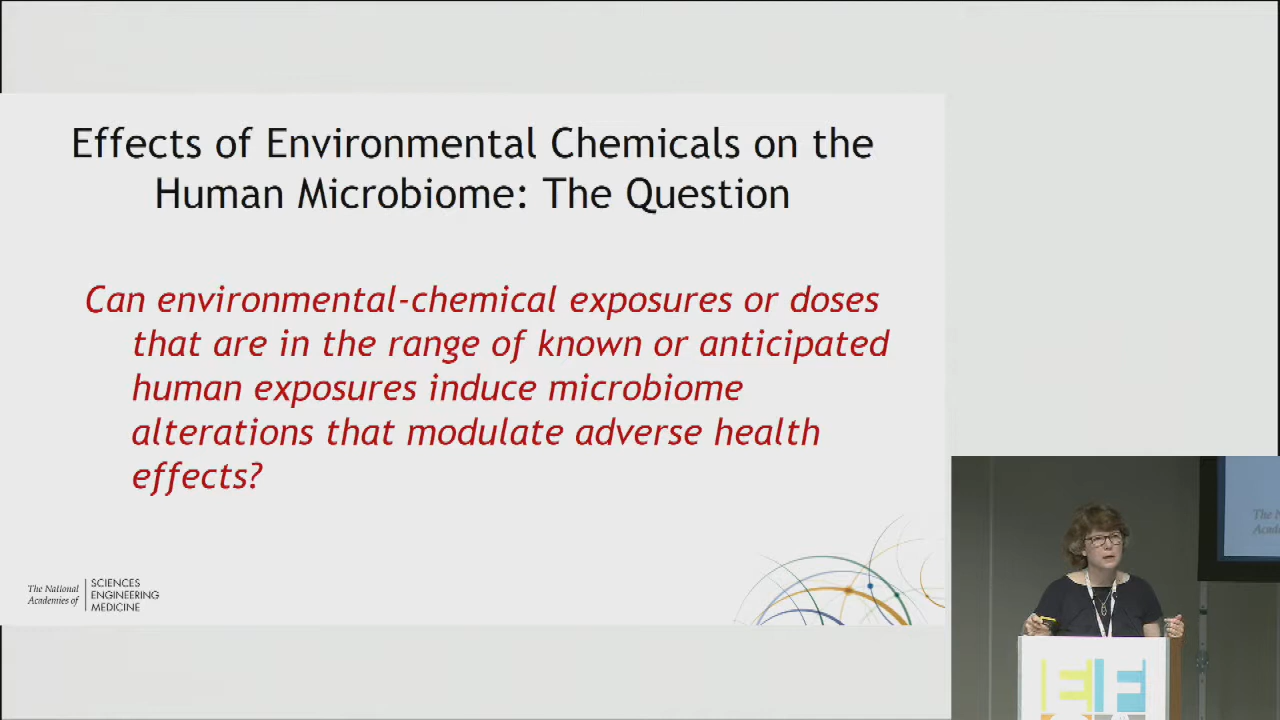 Effects of Environmental Chemicals on the
Human Microbiome: The Question
Can environmental-chemical exposures or doses
that are in the range of known or anticipated
human exposures induce microbiome
alterations that modulate adverse health
effects?
The National
Academies of
SCIENCES
ENGINEERING
MEDICINE
EF